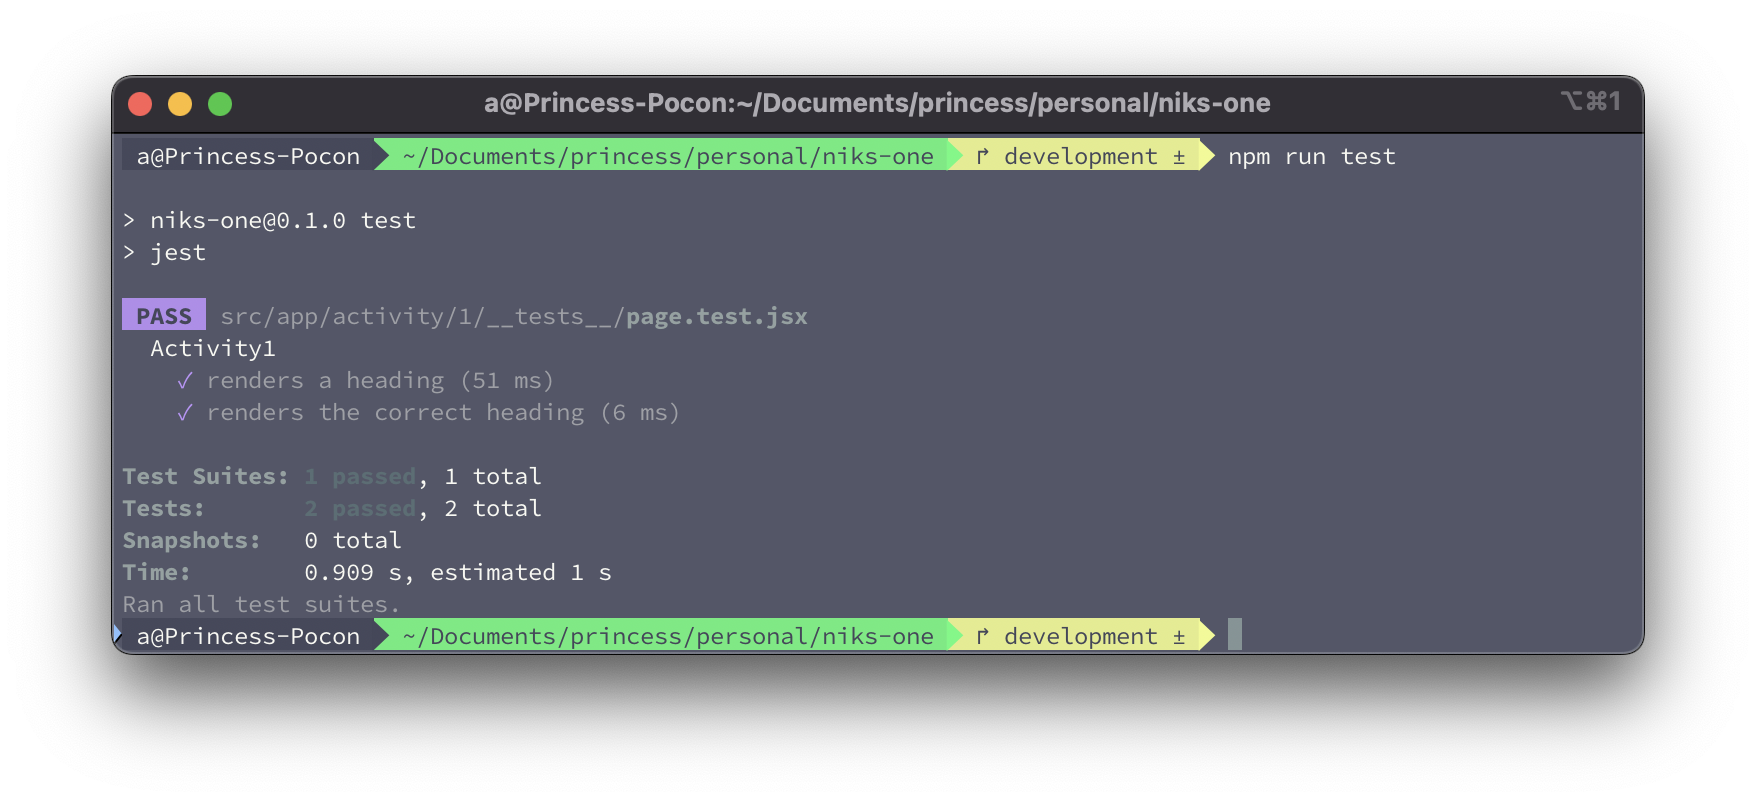 a@Princess-Pocon:~/Documents/princess/personal/niks-one ⌥⌘1
a@Princess-Pocon ~/Documents/princess/personal/niks-one ↱ development ± npm run test
> niks-one@0.1.0 test
> jest
PASS src/app/activity/1/__tests__/page.test.jsx
Activity1
✓ renders a heading (51 ms)
✓ renders the correct heading (6 ms)
Test Suites: 1 passed, 1 total
Tests: 2 passed, 2 total
Snapshots: 0 total
Time: 0.909 s, estimated 1 s
Ran all test suites.
a@Princess-Pocon ~/Documents/princess/personal/niks-one ↱ development ±